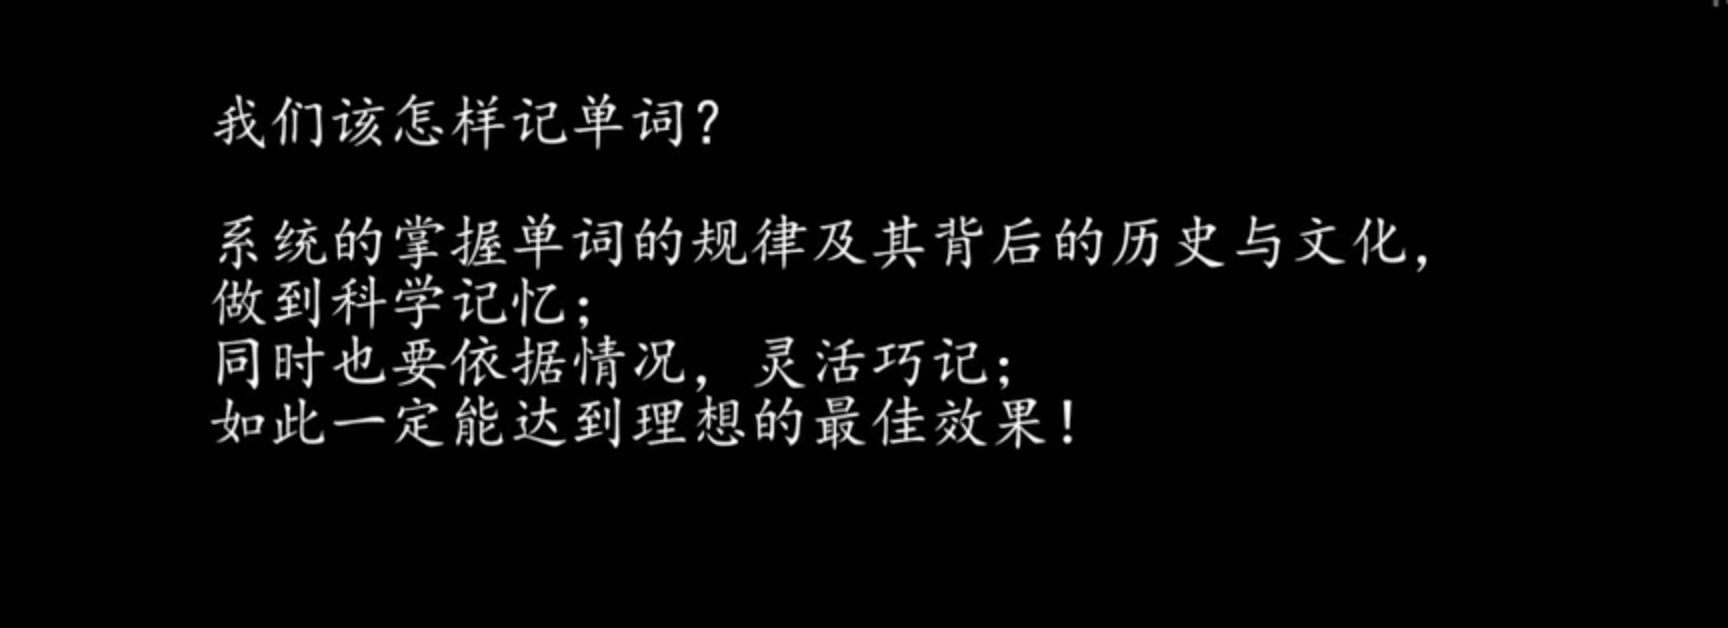 我们该怎样记单词？
系统的掌握单词的规律及其背后的历史与文化，
做到科学记忆；
同时也要依据情况，灵活巧记；
如此一定能达到理想的最佳效果！